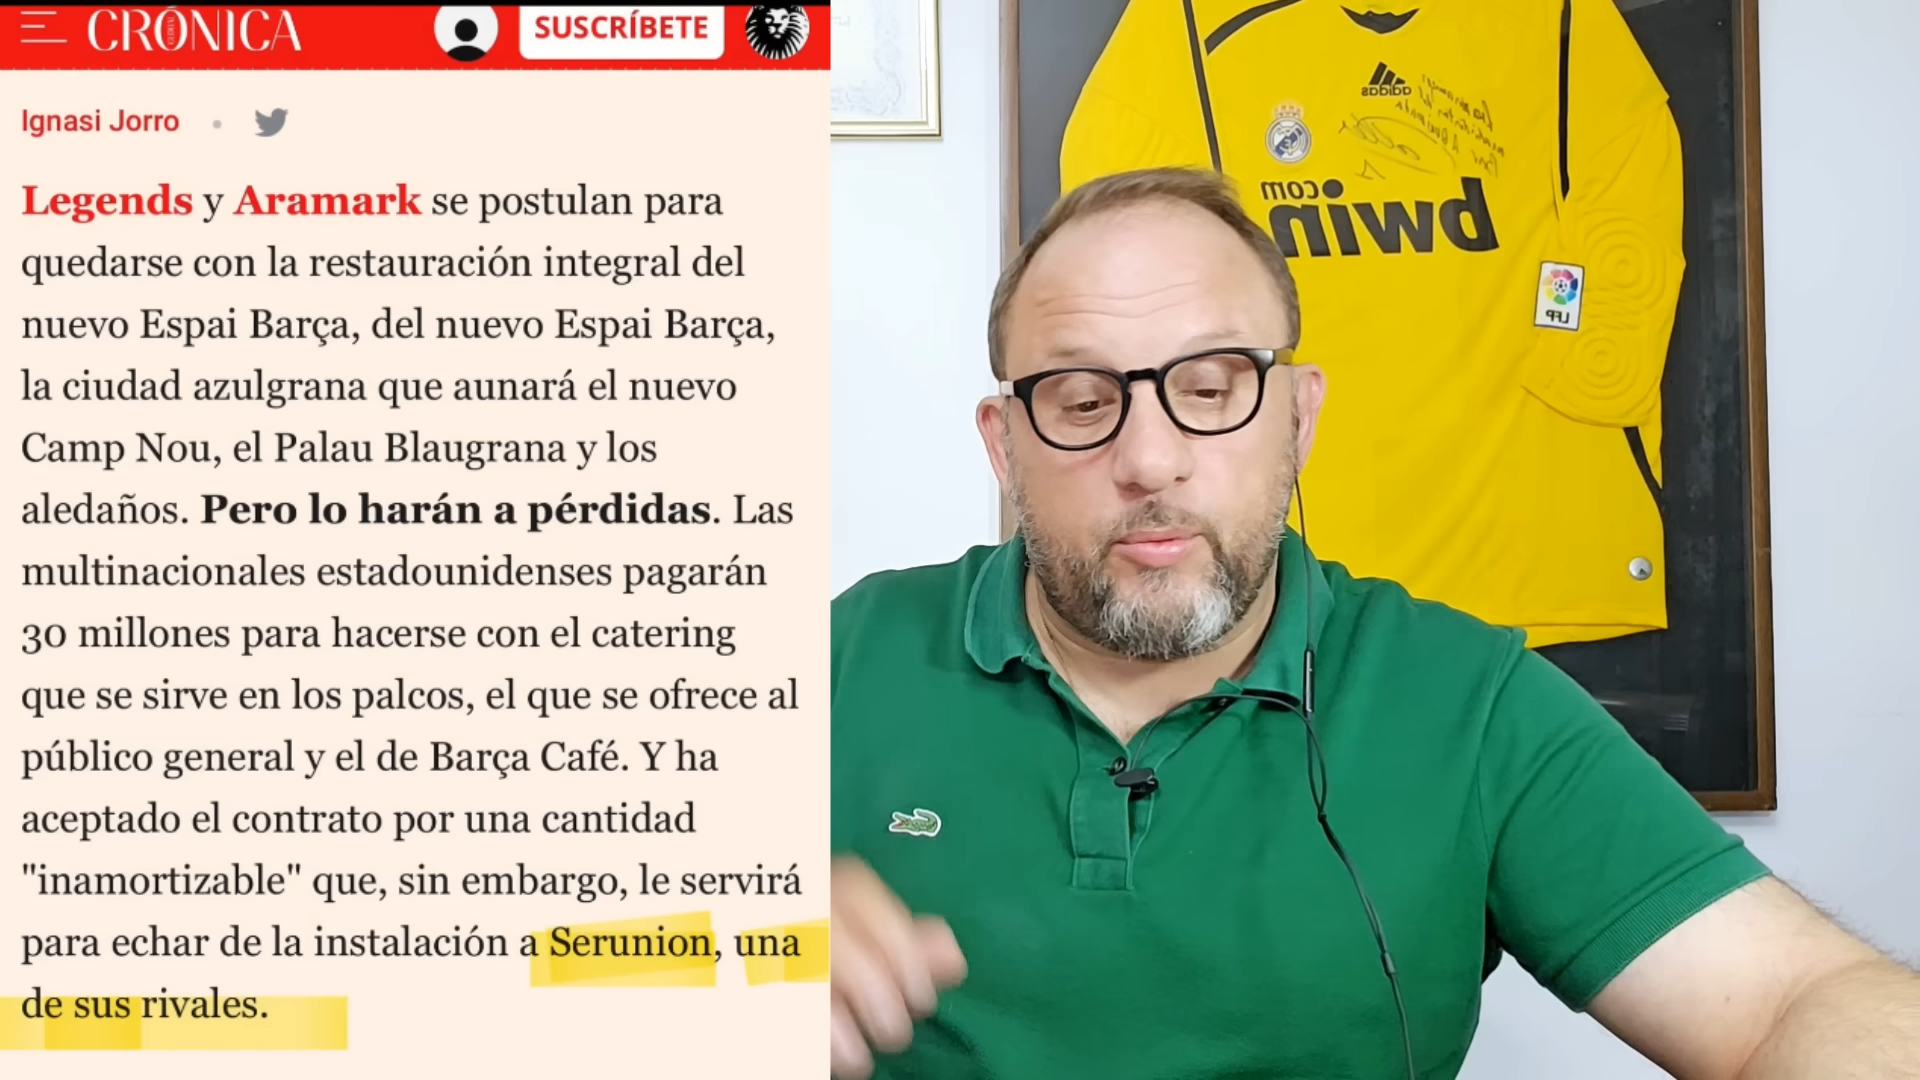 CRÓNICA
SUSCRÍBETE
Ignasi Jorro
Legends y Aramark se postulan para
quedarse con la restauración integral del
nuevo Espai Barça, del nuevo Espai Barça,
la ciudad azulgrana que aunará el nuevo
Camp Nou, el Palau Blaugrana y los
aledaños. Pero lo harán a pérdidas. Las
multinacionales estadounidenses pagarán
30 millones para hacerse con el catering
que se sirve en los palcos, el que se ofrece al
público general y el de Barça Café. Y ha
aceptado el contrato por una cantidad
"inamortizable" que, sin embargo, le servirá
para echar de la instalación a Serunion, una
de sus rivales.
adidas
bwin
.com
LFP